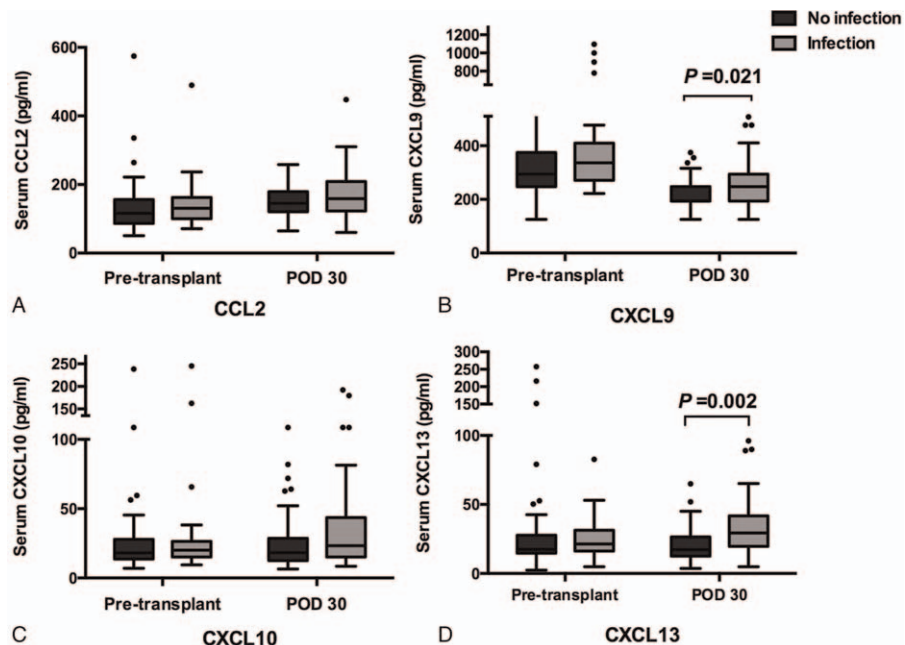 No infection
Infection
600
400
200
0
Serum CCL2 (pg/ml)
Pre-transplant POD 30
A CCL2
1200
1000
800
400
200
0
Serum CXCL9 (pg/ml)
P =0.021
Pre-transplant POD 30
B CXCL9
250
200
150
100
50
0
Serum CXCL10 (pg/ml)
Pre-transplant POD 30
C CXCL10
300
250
200
150
100
50
0
Serum CXCL13 (pg/ml)
P =0.002
Pre-transplant POD 30
D CXCL13